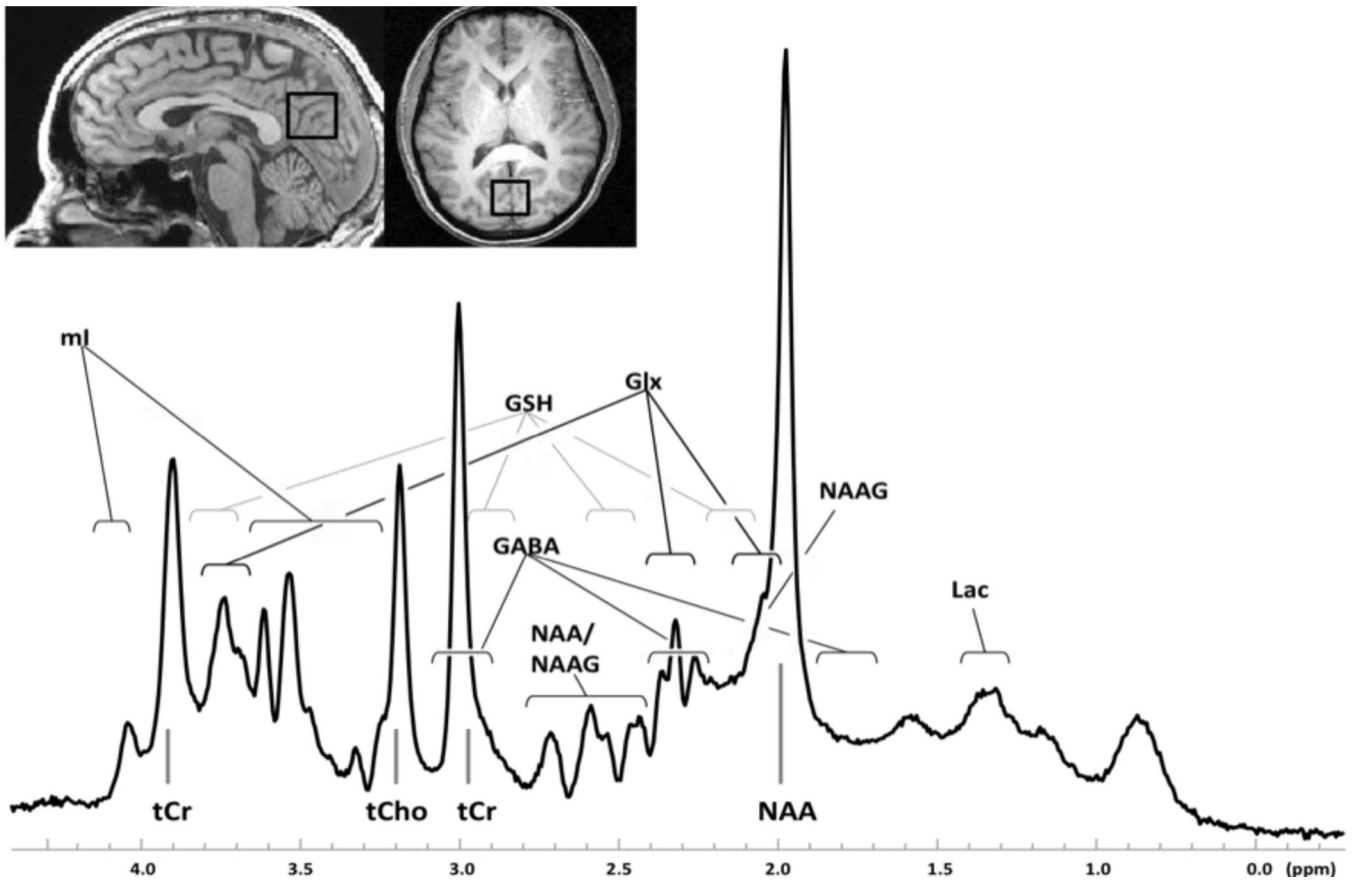 mI
Glx
GSH
NAAG
GABA
Lac
NAA/
NAAG
tCr
tCho
tCr
NAA
4.0 3.5 3.0 2.5 2.0 1.5 1.0 0.0 (ppm)